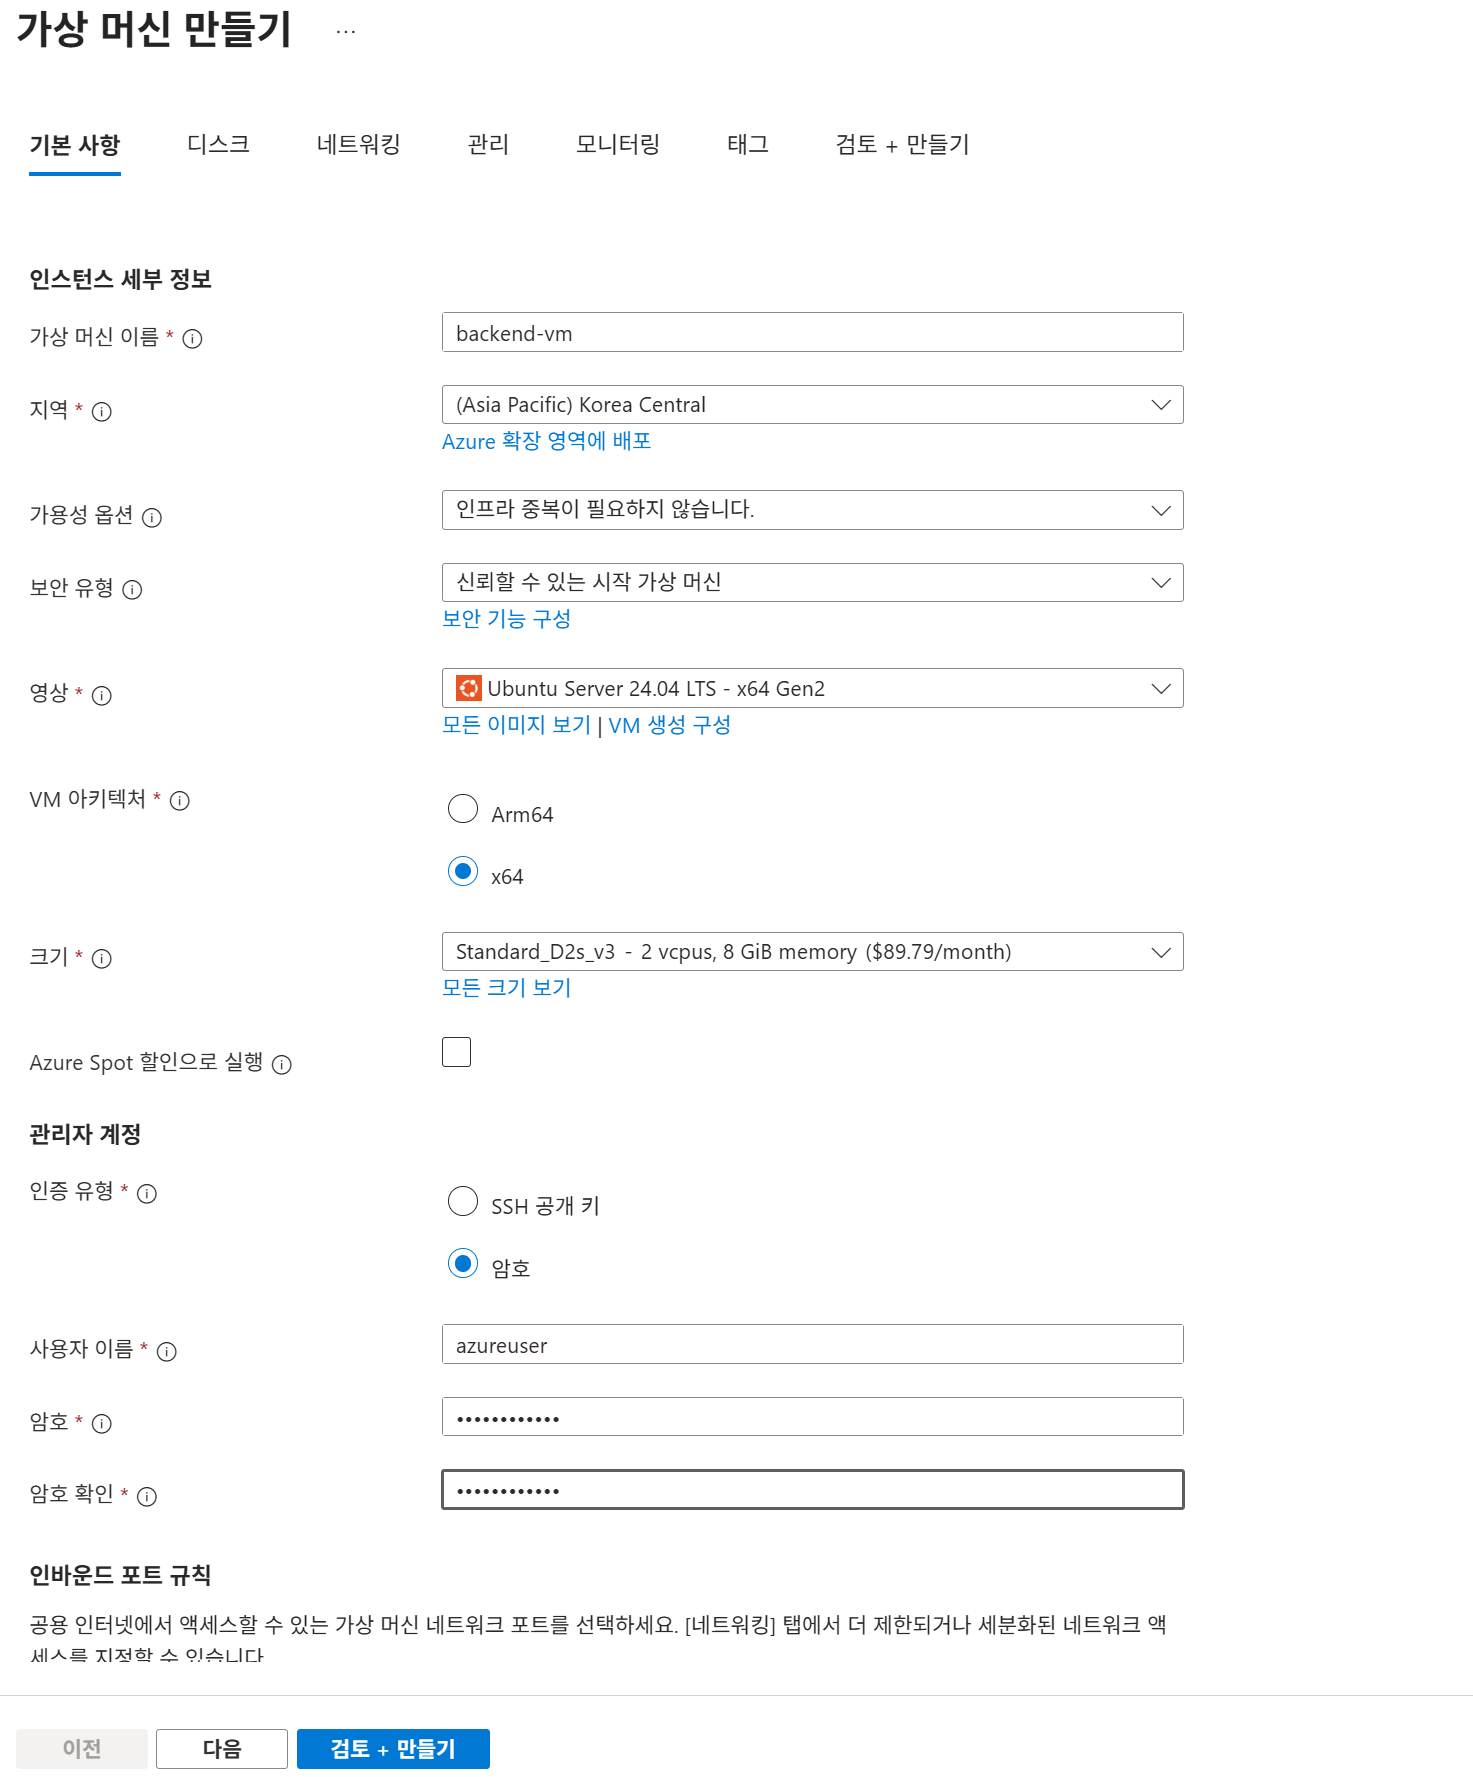 가상 머신 만들기 ...
기본 사항 디스크 네트워킹 관리 모니터링 태그 검토 + 만들기
인스턴스 세부 정보
가상 머신 이름 * backend-vm
지역 * (Asia Pacific) Korea Central
Azure 확장 영역에 배포
가용성 옵션 인프라 중복이 필요하지 않습니다.
보안 유형 신뢰할 수 있는 시작 가상 머신
보안 기능 구성
영상 * Ubuntu Server 24.04 LTS - x64 Gen2
모든 이미지 보기 | VM 생성 구성
VM 아키텍처 * Arm64
x64
크기 * Standard_D2s_v3 - 2 vcpus, 8 GiB memory ($89.79/month)
모든 크기 보기
Azure Spot 할인으로 실행
관리자 계정
인증 유형 * SSH 공개 키
암호
사용자 이름 * azureuser
암호 * ••••••••••••
암호 확인 * ••••••••••••
인바운드 포트 규칙
공용 인터넷에서 액세스할 수 있는 가상 머신 네트워크 포트를 선택하세요. [네트워킹] 탭에서 더 제한되거나 세분화된 네트워크 액
세스를 지정할 수 있습니다
이전 다음 검토 + 만들기